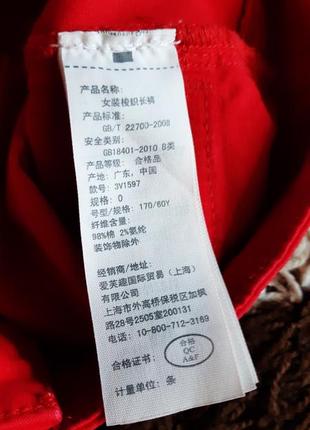 产品名称:
女装梭织长裤
产品标准:
GB/T 22700-2008
安全类别:
GB18401-2010 B类
产品等级: 合格品
产地: 广东, 中国
款号: 3V1597
规格: 0
号型/规格: 170/60Y
纤维含量:
98%棉 2%氨纶
装饰物除外
经销商/地址:
爱芙趣国际贸易(上海)
有限公司
上海市外高桥保税区加枫
路28号2505室200131
电话: 10-800-712-3169
合格证书:
合格
QC
A&F
计量单位: 条